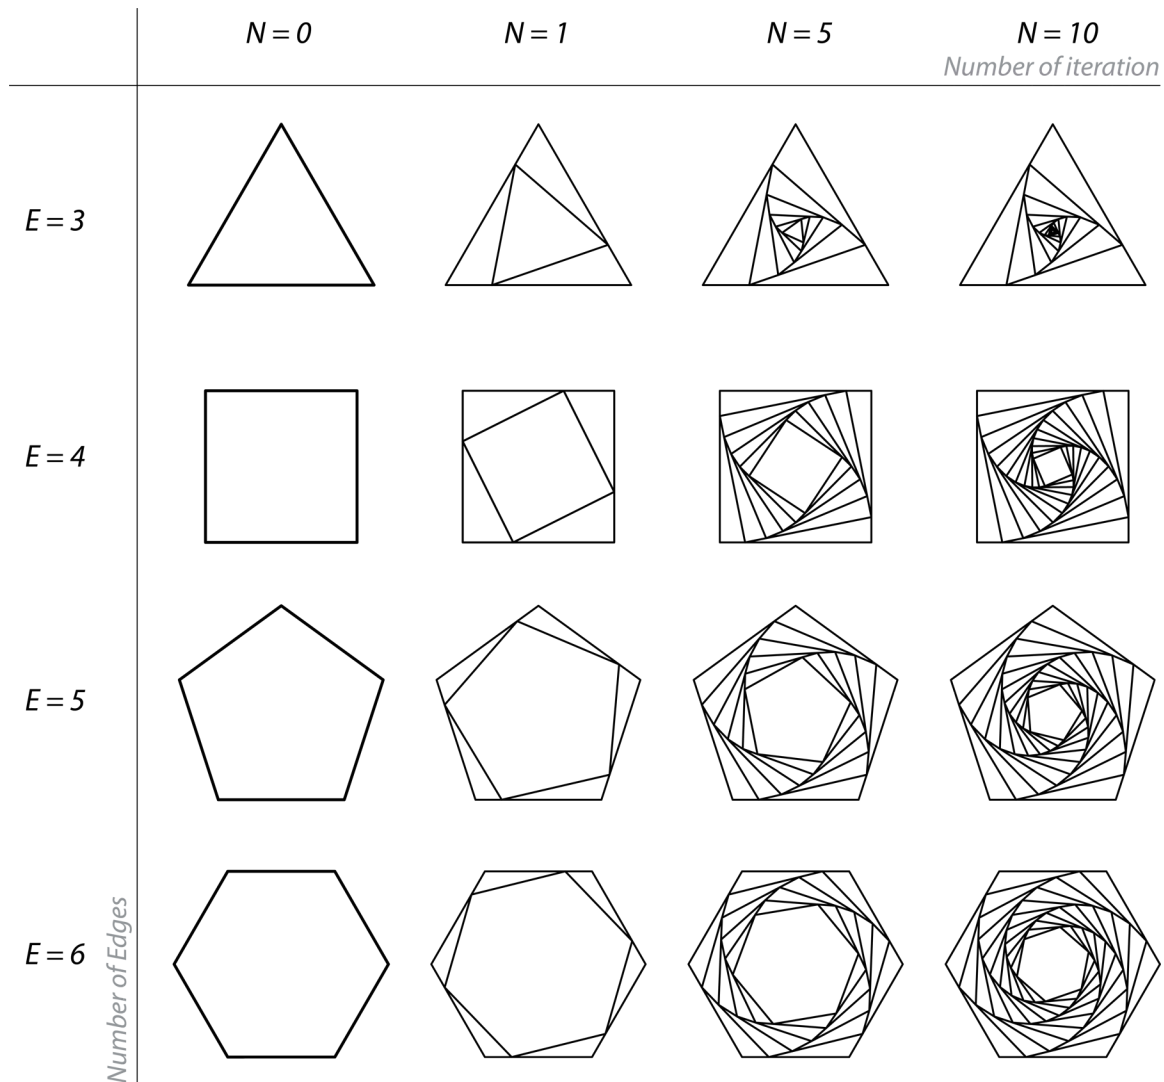 N = 0 N = 1 N = 5 N = 10
Number of iteration
E = 3
E = 4
E = 5
E = 6
Number of Edges